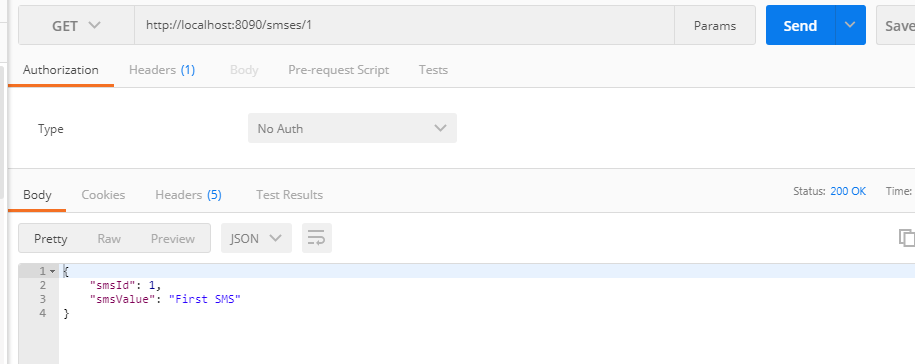 GET http://localhost:8090/smses/1 Params Send Save
Authorization Headers (1) Body Pre-request Script Tests
Type No Auth
Body Cookies Headers (5) Test Results Status: 200 OK Time:
Pretty Raw Preview JSON
1 {
2 "smsId": 1,
3 "smsValue": "First SMS"
4 }